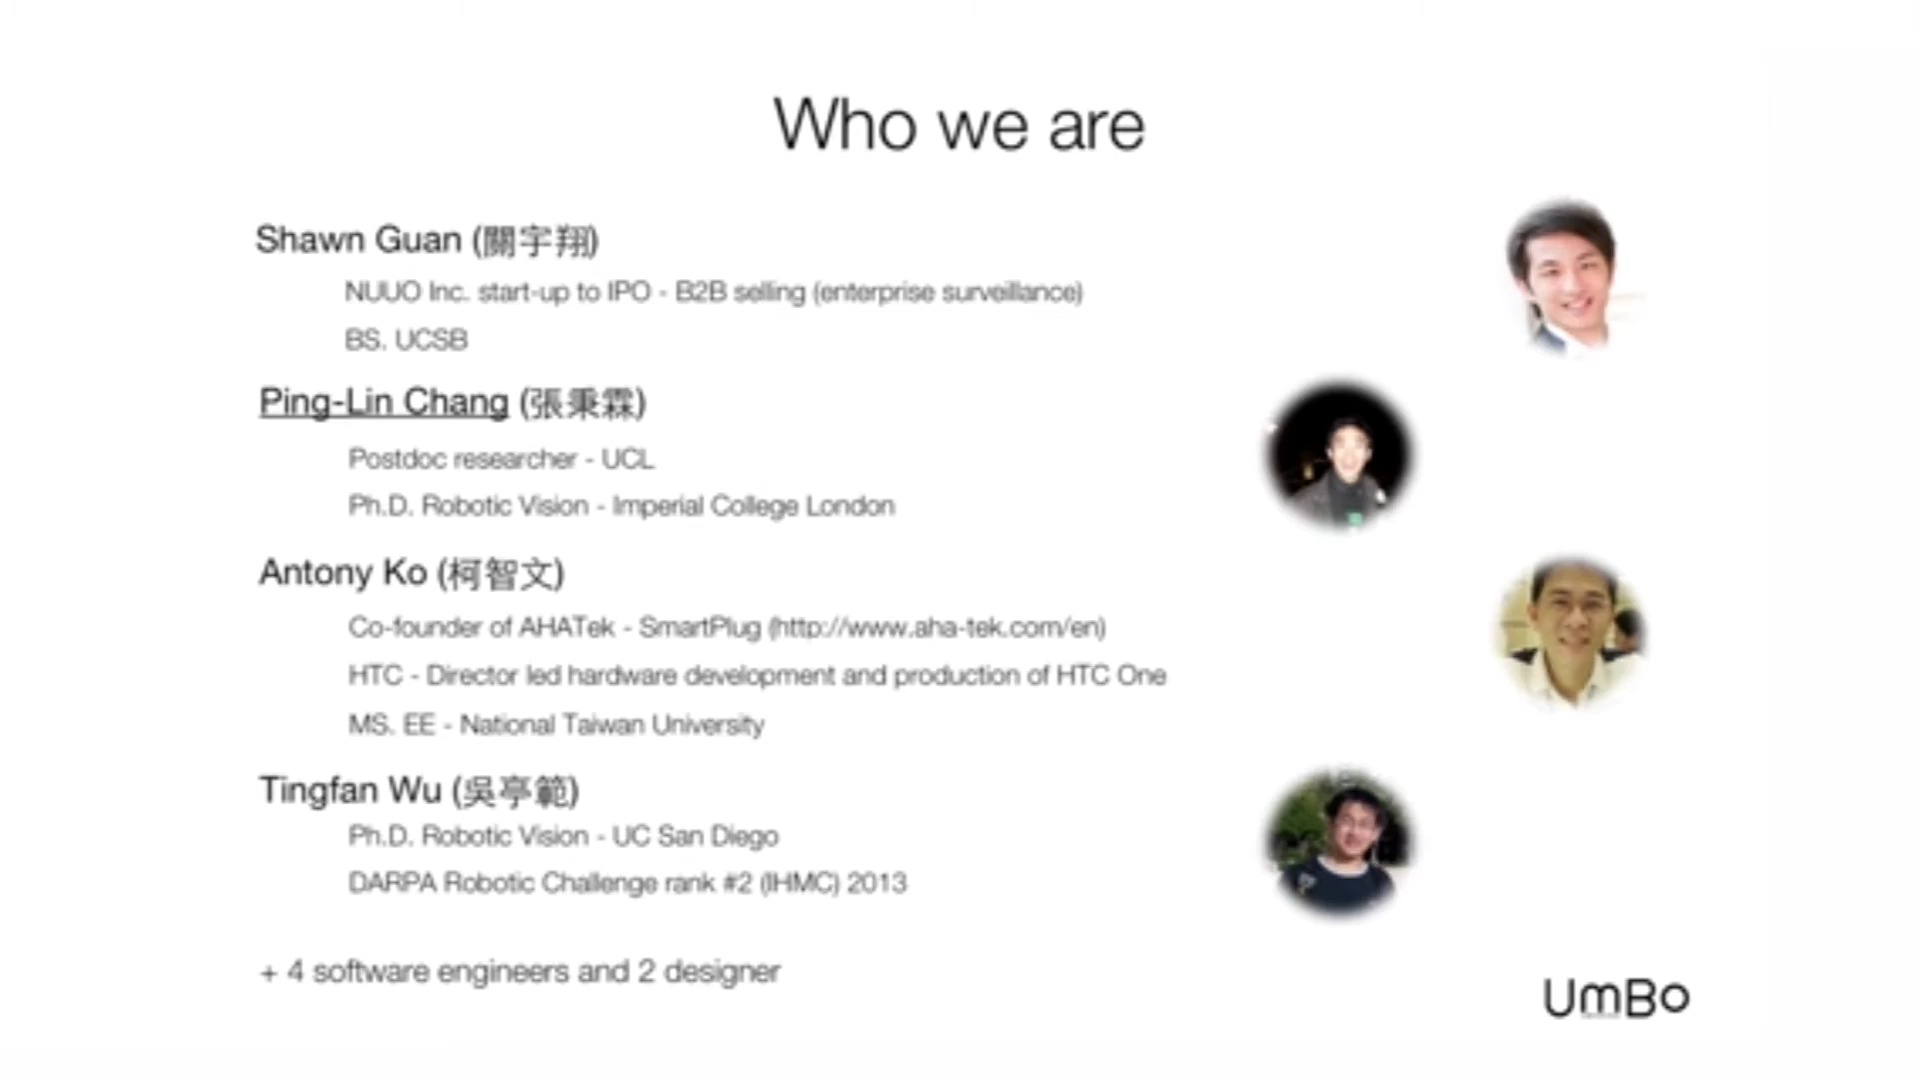 Who we are
Shawn Guan (關宇翔)
NUUO Inc. start-up to IPO - B2B selling (enterprise surveillance)
BS. UCSB
Ping-Lin Chang (張秉霖)
Postdoc researcher - UCL
Ph.D. Robotic Vision - Imperial College London
Antony Ko (柯智文)
Co-founder of AHATek - SmartPlug (http://www.aha-tek.com/en)
HTC - Director led hardware development and production of HTC One
MS. EE - National Taiwan University
Tingfan Wu (吳亭範)
Ph.D. Robotic Vision - UC San Diego
DARPA Robotic Challenge rank #2 (IHMC) 2013
+ 4 software engineers and 2 designer
UmBo